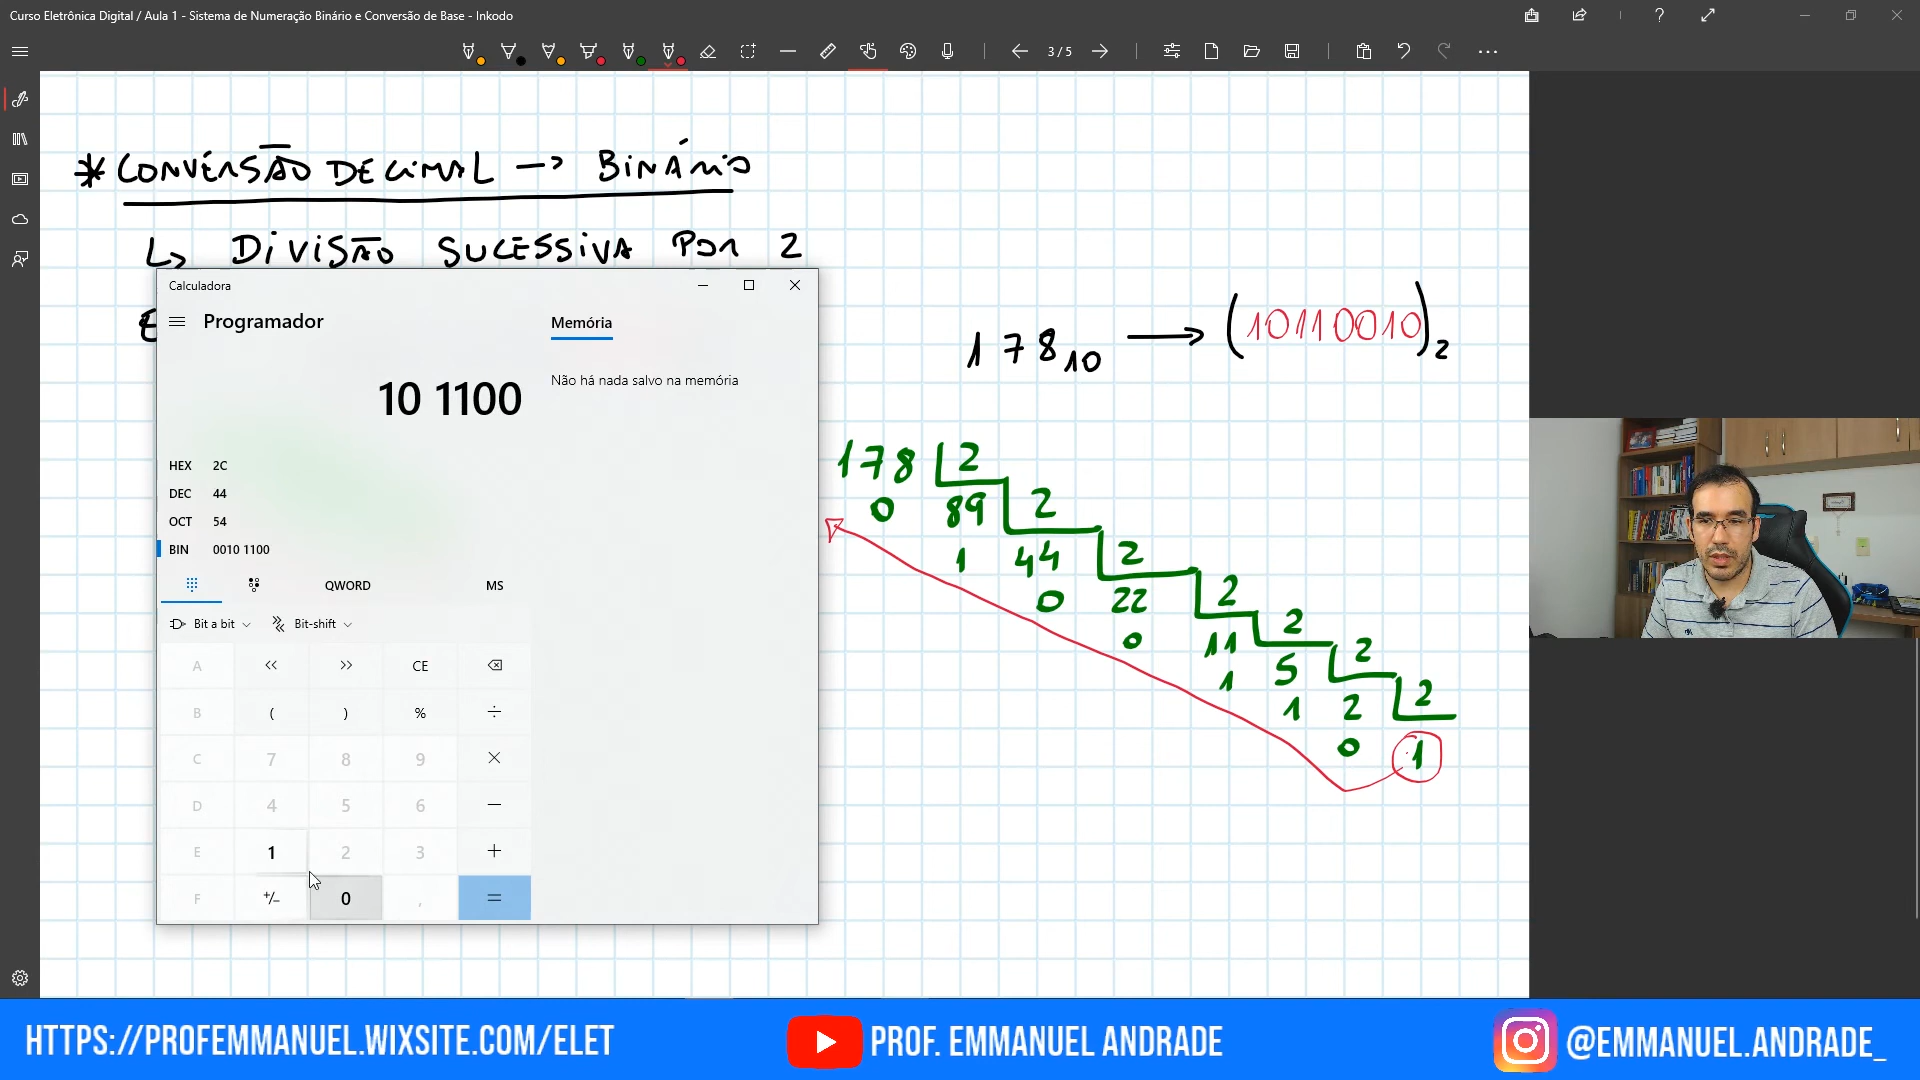 Curso Eletrônica Digital / Aula 1 - Sistema de Numeração Binário e Conversão de Base - Inkodo
3 / 5
* CONVERSÃO DECIMAL → BINÁRIO
↳ DIVISÃO SUCESSIVA POR 2
E
Calculadora
Programador
Memória
10 1100
Não há nada salvo na memória
HEX 2C
DEC 44
OCT 54
BIN 0010 1100
QWORD MS
Bit a bit Bit-shift
A << >> CE
B ( ) % ÷
C 7 8 9 ×
D 4 5 6 −
E 1 2 3 +
F +/− 0 , =
178₁₀ → (10110010)₂
178 2
0 89 2
1 44 2
0 22 2
0 11 2
1 5 2
1 2 2
0 1
HTTPS://PROFEMMANUEL.WIXSITE.COM/ELET
PROF. EMMANUEL ANDRADE
@EMMANUEL.ANDRADE_